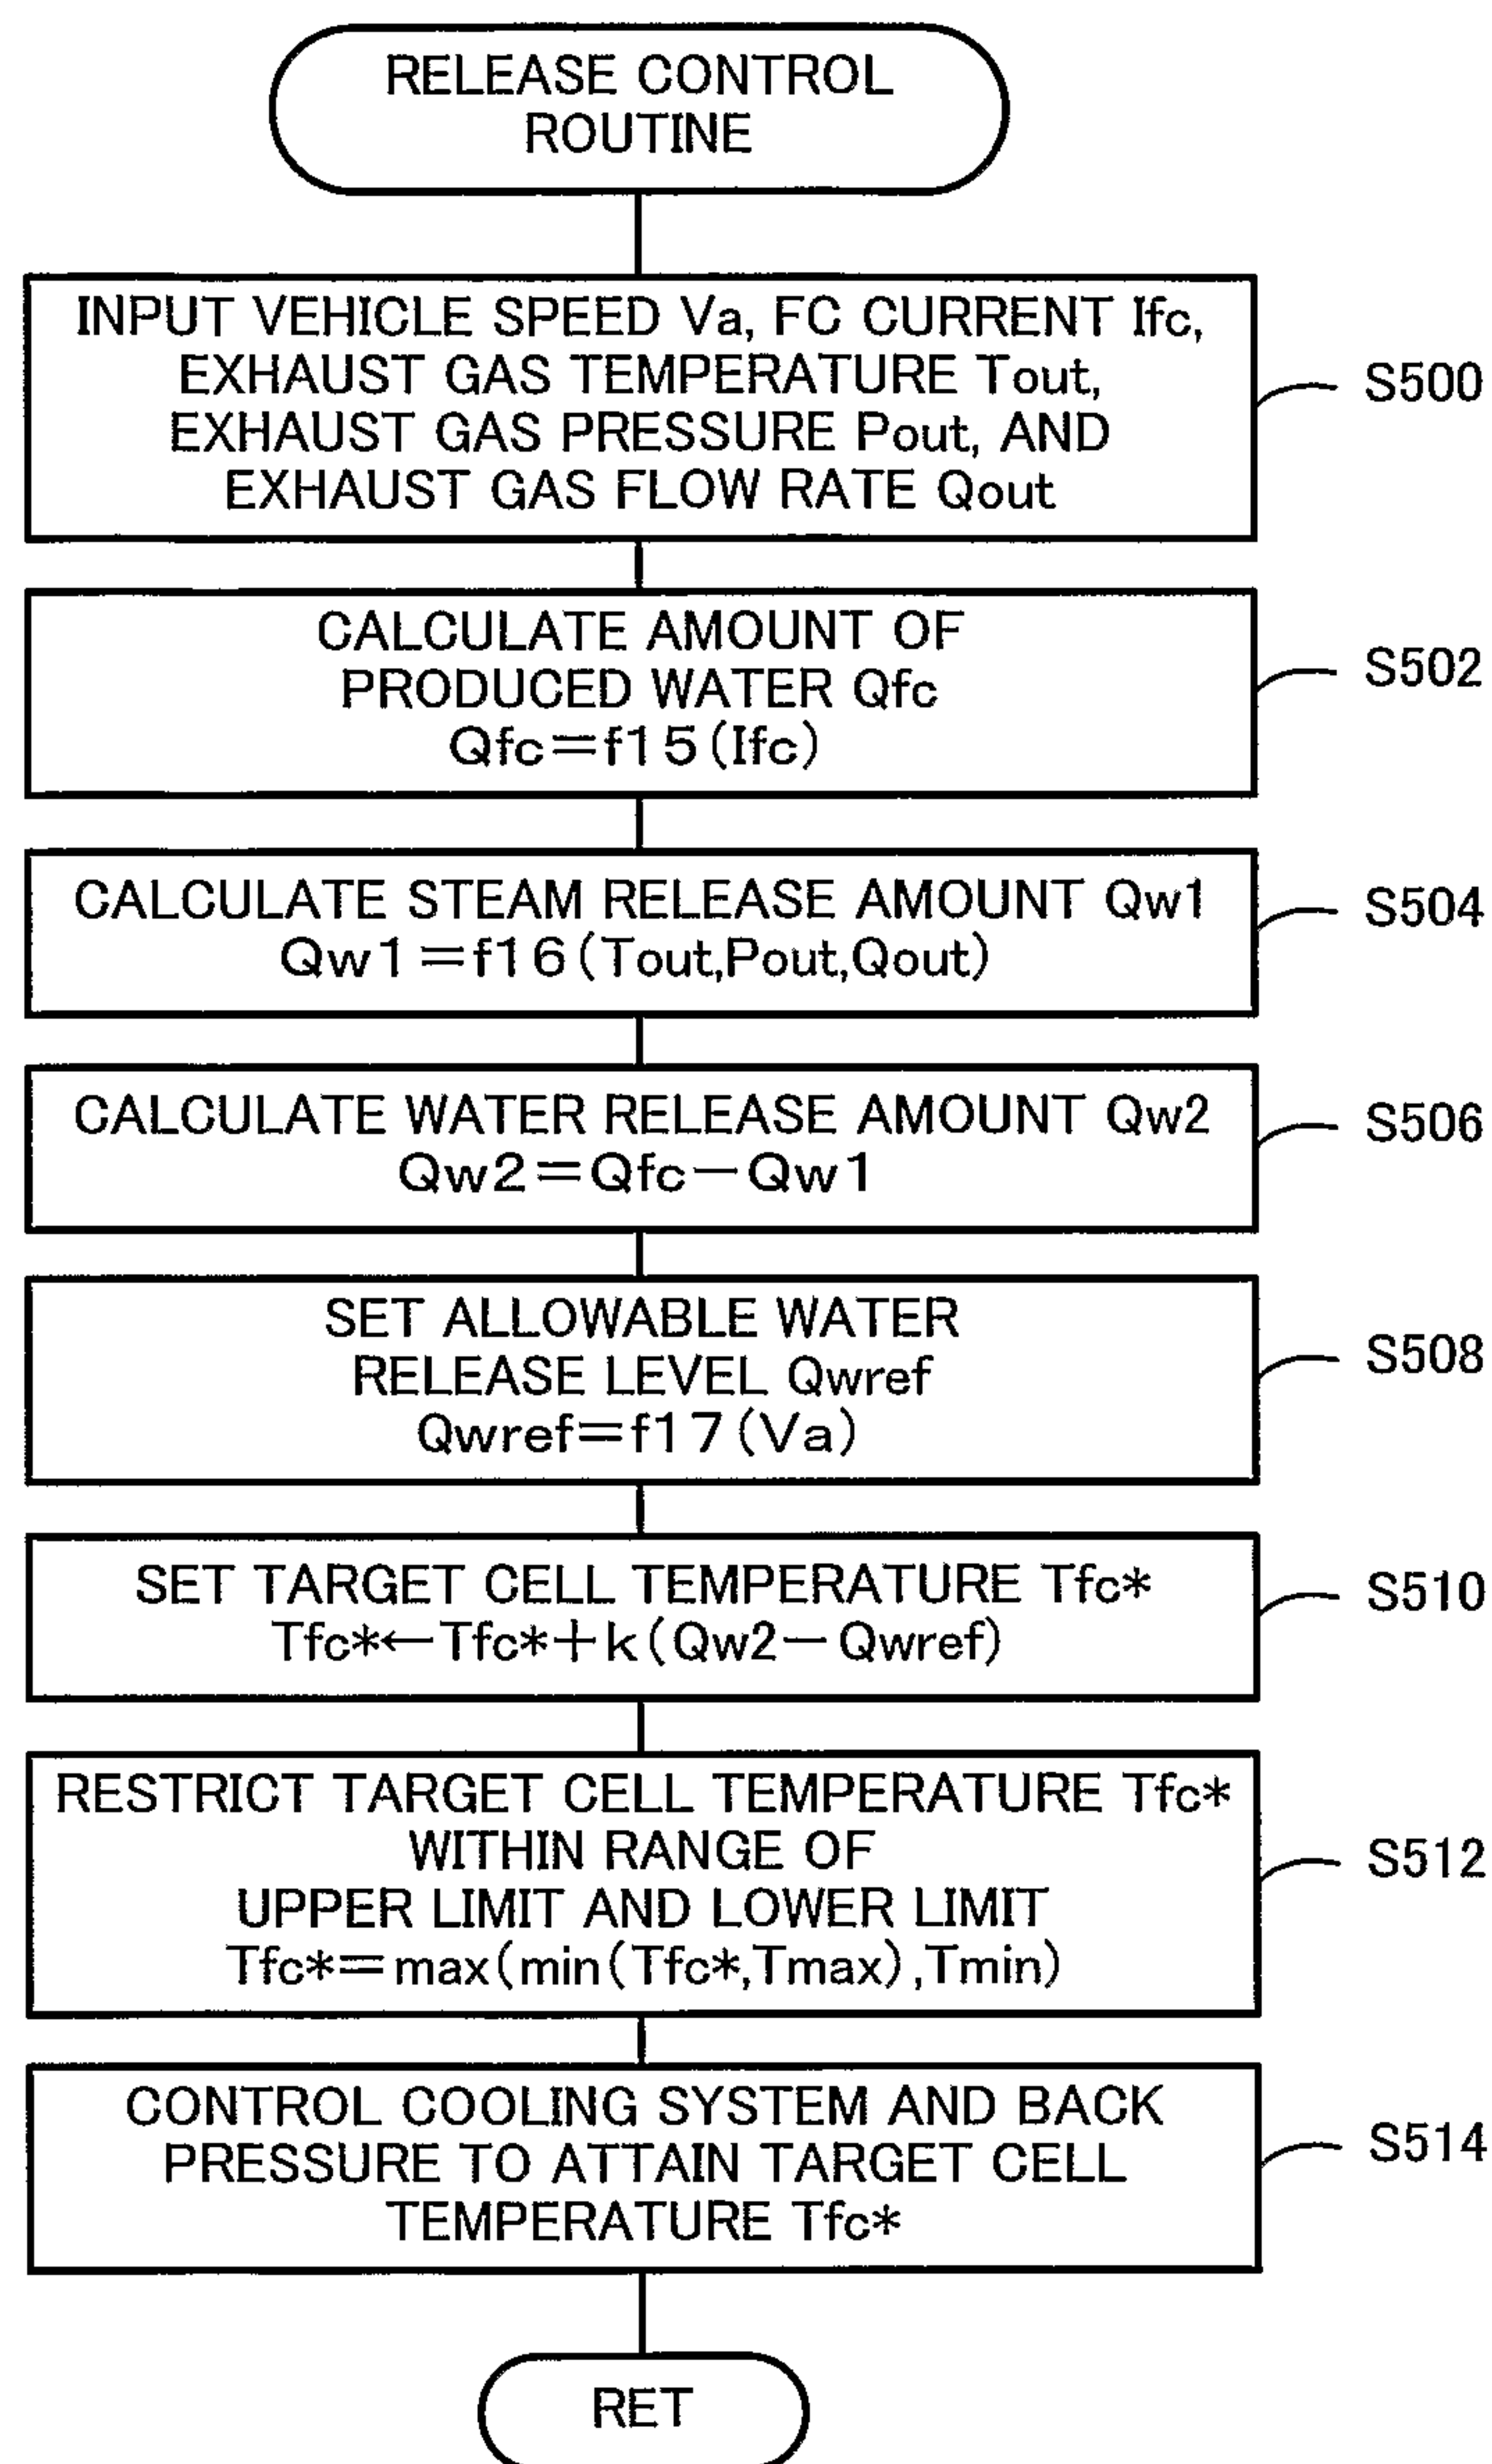 RELEASE CONTROL
ROUTINE
INPUT VEHICLE SPEED Va, FC CURRENT Ifc,
EXHAUST GAS TEMPERATURE Tout,
EXHAUST GAS PRESSURE Pout, AND
EXHAUST GAS FLOW RATE Qout
S500
CALCULATE AMOUNT OF
PRODUCED WATER Qfc
Qfc=f15(Ifc)
S502
CALCULATE STEAM RELEASE AMOUNT Qw1
Qw1=f16(Tout,Pout,Qout)
S504
CALCULATE WATER RELEASE AMOUNT Qw2
Qw2=Qfc−Qw1
S506
SET ALLOWABLE WATER
RELEASE LEVEL Qwref
Qwref=f17(Va)
S508
SET TARGET CELL TEMPERATURE Tfc*
Tfc*←Tfc*+k(Qw2−Qwref)
S510
RESTRICT TARGET CELL TEMPERATURE Tfc*
WITHIN RANGE OF
UPPER LIMIT AND LOWER LIMIT
Tfc*=max(min(Tfc*,Tmax),Tmin)
S512
CONTROL COOLING SYSTEM AND BACK
PRESSURE TO ATTAIN TARGET CELL
TEMPERATURE Tfc*
S514
RET